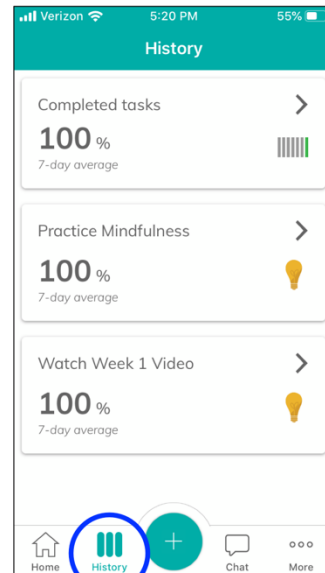 Verizon 5:20 PM 55%
History
Completed tasks
100 %
7-day average
Practice Mindfulness
100 %
7-day average
Watch Week 1 Video
100 %
7-day average
Home History + Chat More